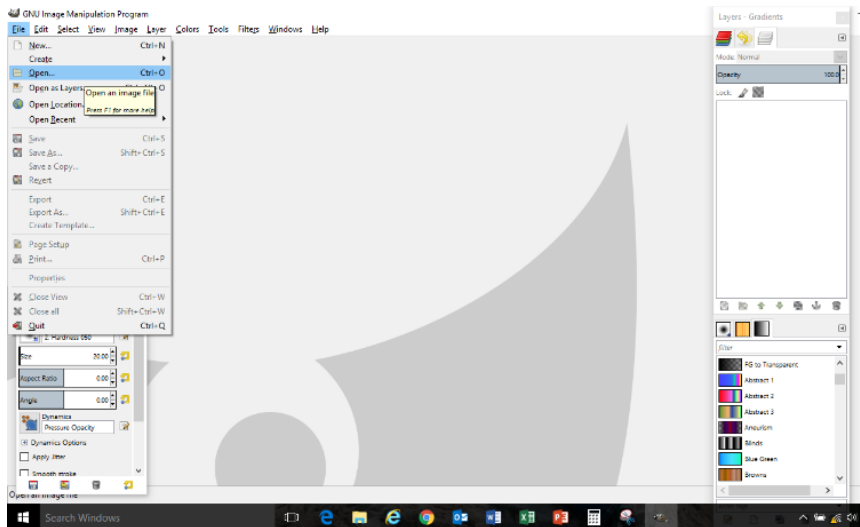 GNU Image Manipulation Program
File Edit Select View Image Layer Colors Tools Filters Windows Help
New... Ctrl+N
Create
Open... Ctrl+O
Open as Layers
Open an image file
Press F1 for more help
Open Location
Open Recent
Save Ctrl+S
Save As... Shift+Ctrl+S
Save a Copy...
Revert
Export Ctrl+E
Export As... Shift+Ctrl+E
Create Template...
Page Setup
Print... Ctrl+P
Properties
Close View Ctrl+W
Close all Shift+Ctrl+W
Quit Ctrl+Q
2. Hardness 050
Size 20.00
Aspect Ratio 0.00
Angle 0.00
Dynamics
Pressure Opacity
Dynamics Options
Apply Jitter
Smooth stroke
Open an image file
Layers - Gradients
Mode: Normal
Opacity 100.0
Lock:
filter
FG to Transparent
Abstract 1
Abstract 2
Abstract 3
Aneurism
Blinds
Blue Green
Browns
Search Windows